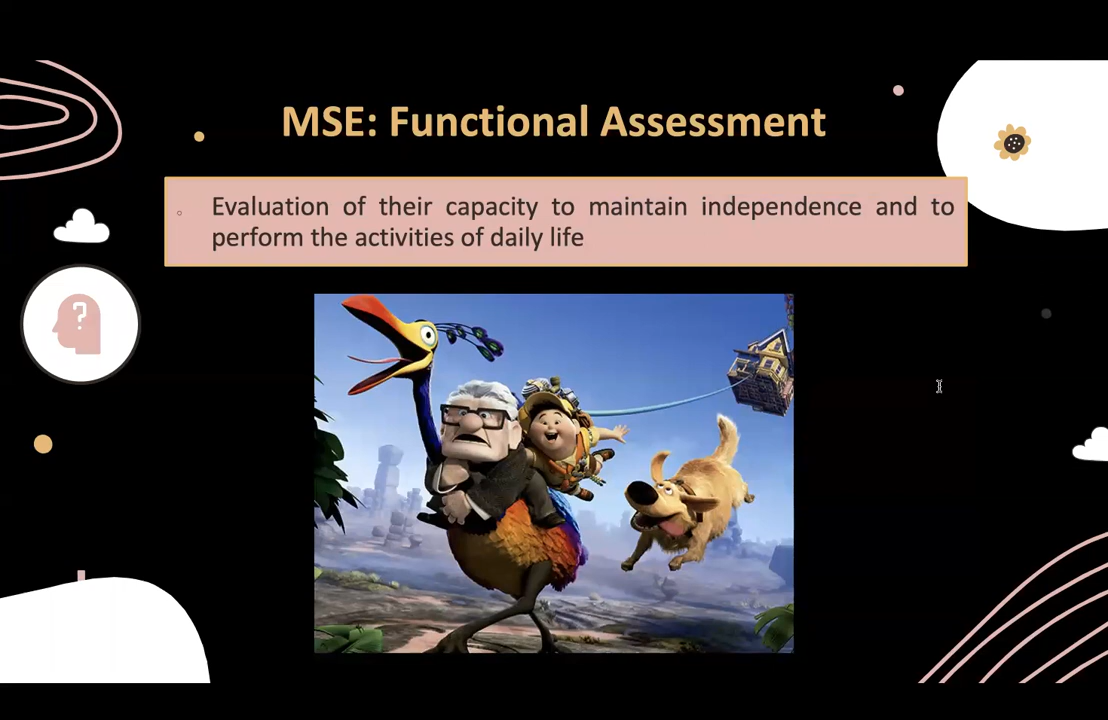 MSE: Functional Assessment
Evaluation of their capacity to maintain independence and to
perform the activities of daily life
?